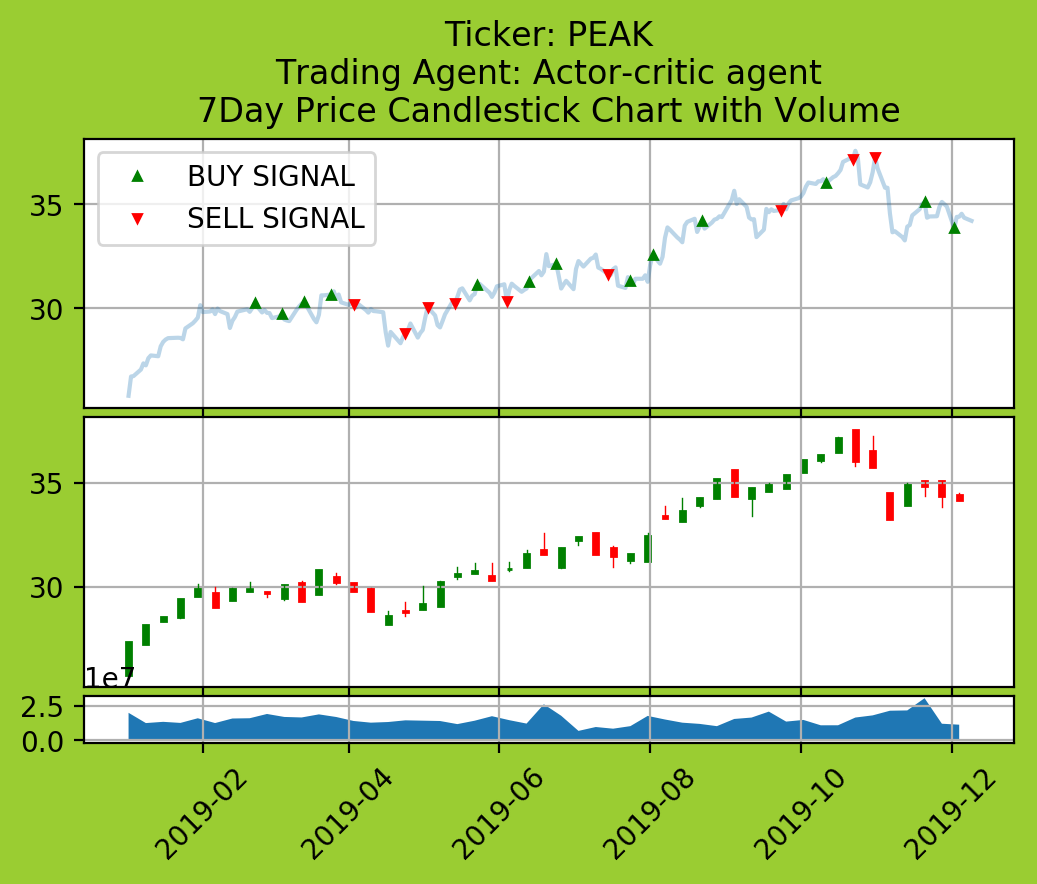 Ticker: PEAK
Trading Agent: Actor-critic agent
7Day Price Candlestick Chart with Volume
BUY SIGNAL
SELL SIGNAL
35
30
35
30
1e7
2.5
0.0
2019-02
2019-04
2019-06
2019-08
2019-10
2019-12